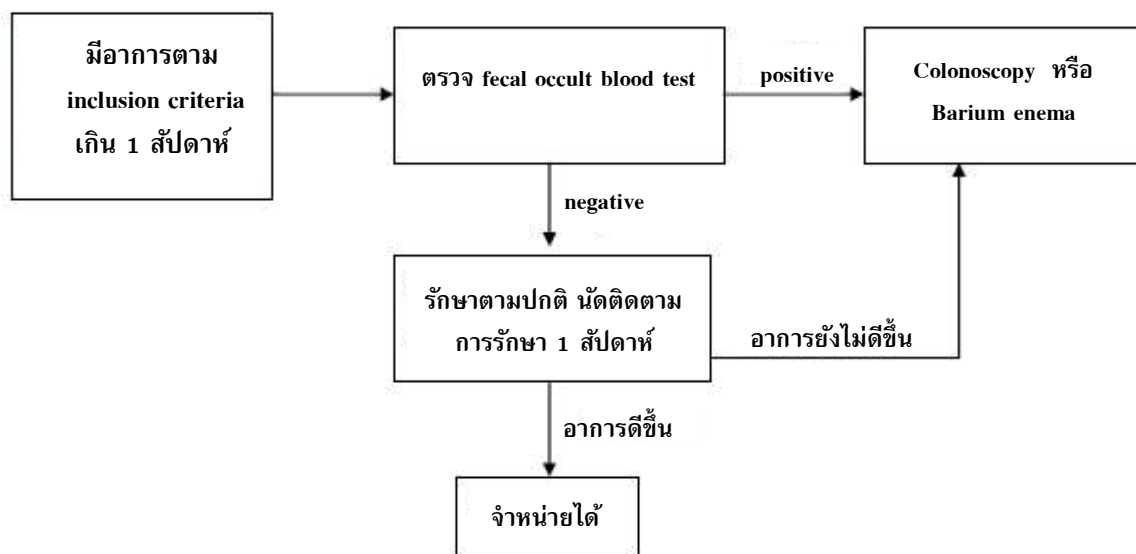 มีอาการตาม
inclusion criteria
เกิน 1 สัปดาห์
ตรวจ fecal occult blood test
positive
Colonoscopy หรือ
Barium enema
negative
รักษาตามปกติ นัดติดตาม
การรักษา 1 สัปดาห์
อาการยังไม่ดีขึ้น
อาการดีขึ้น
จำหน่ายได้